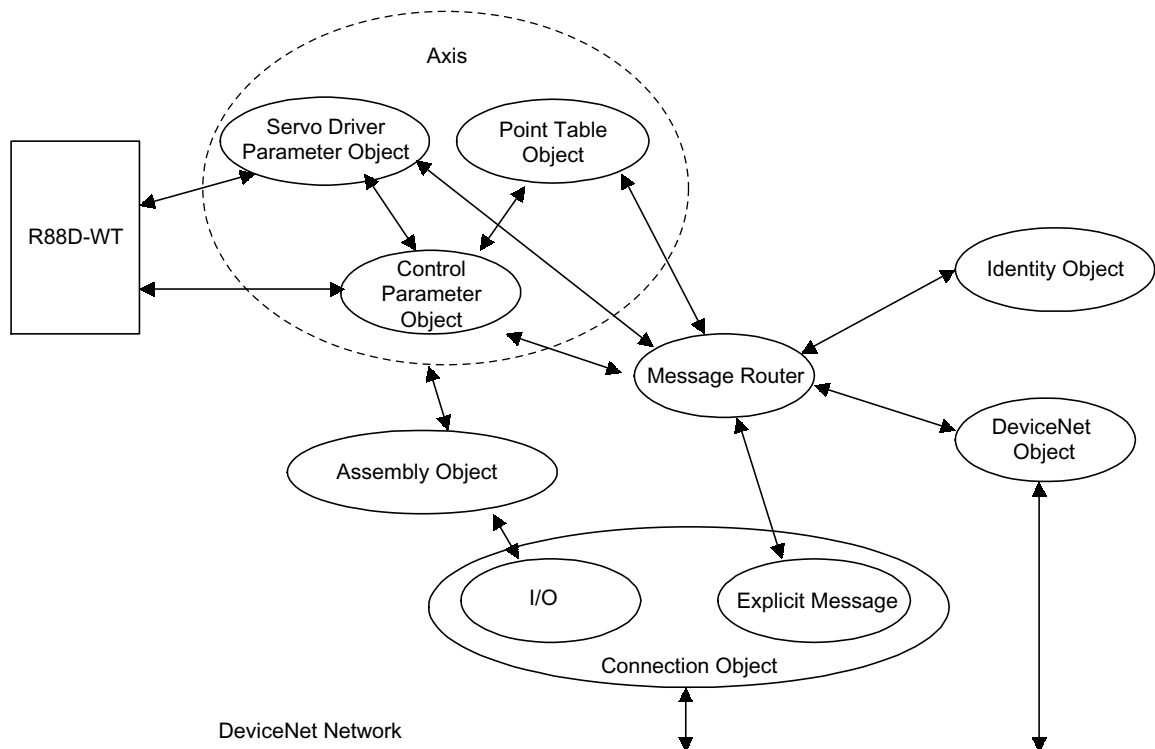 Axis
Servo Driver
Parameter Object
Point Table
Object
R88D-WT
Control
Parameter
Object
Identity Object
Message Router
DeviceNet
Object
Assembly Object
I/O
Explicit Message
Connection Object
DeviceNet Network